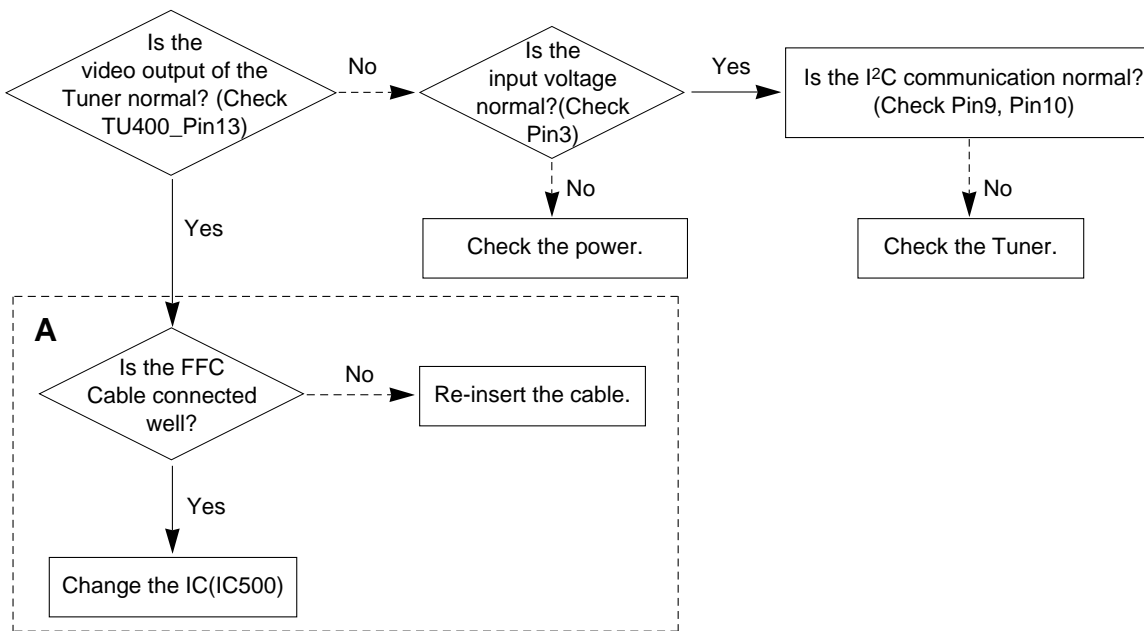 Is the
video output of the
Tuner normal? (Check
TU400_Pin13)
No
Is the
input voltage
normal?(Check
Pin3)
Yes
Is the I²C communication normal?
(Check Pin9, Pin10)
No
Check the power.
No
Check the Tuner.
Yes
A
Is the FFC
Cable connected
well?
No
Re-insert the cable.
Yes
Change the IC(IC500)